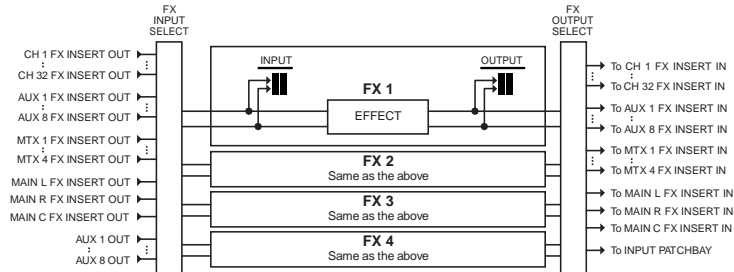 FX
INPUT
SELECT
CH 1 FX INSERT OUT
CH 32 FX INSERT OUT
AUX 1 FX INSERT OUT
AUX 8 FX INSERT OUT
MTX 1 FX INSERT OUT
MTX 4 FX INSERT OUT
MAIN L FX INSERT OUT
MAIN R FX INSERT OUT
MAIN C FX INSERT OUT
AUX 1 OUT
AUX 8 OUT
INPUT
OUTPUT
FX 1
EFFECT
FX 2
Same as the above
FX 3
Same as the above
FX 4
Same as the above
FX
OUTPUT
SELECT
To CH 1 FX INSERT IN
To CH 32 FX INSERT IN
To AUX 1 FX INSERT IN
To AUX 8 FX INSERT IN
To MTX 1 FX INSERT IN
To MTX 4 FX INSERT IN
To MAIN L FX INSERT IN
To MAIN R FX INSERT IN
To MAIN C FX INSERT IN
To INPUT PATCHBAY